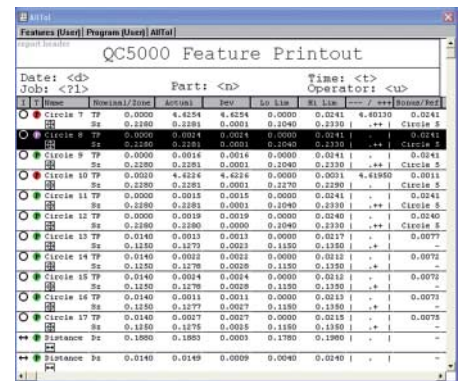 AllTol
Features (User) Program (User) AllTol
report header
QC5000 Feature Printout
Date: <d> Time: <t>
Job: <?1> Part: <n> Operator: <u>
I T Name Nominal/Zone Actual Dev Lo Lim Hi Lim --- / +++ Bonus/Ref
Circle 7 TP 0.0000 4.6254 4.6254 0.0000 0.0241 4.60130 0.0241
Sz 0.2280 0.2281 0.0001 0.2040 0.2330 | .++ | Circle 5
Circle 8 TP 0.0000 0.0024 0.0024 0.0000 0.0241 | . | 0.0241
Sz 0.2280 0.2281 0.0001 0.2040 0.2330 | .++ | Circle 5
Circle 9 TP 0.0000 0.0016 0.0016 0.0000 0.0241 | . | 0.0241
Sz 0.2280 0.2281 0.0001 0.2040 0.2330 | .++ | Circle 5
Circle 10 TP 0.0020 4.6226 4.6226 0.0000 0.0031 4.61950 0.0011
Sz 0.2280 0.2281 0.0001 0.2270 0.2290 | . | Circle 5
Circle 11 TP 0.0000 0.0015 0.0015 0.0000 0.0241 | . | 0.0241
Sz 0.2280 0.2281 0.0001 0.2040 0.2330 | .++ | Circle 5
Circle 12 TP 0.0000 0.0019 0.0019 0.0000 0.0240 | . | 0.0240
Sz 0.2280 0.2280 0.0000 0.2040 0.2330 | .++ | Circle 5
Circle 13 TP 0.0140 0.0013 0.0013 0.0000 0.0217 | . | 0.0077
Sz 0.1250 0.1273 0.0023 0.1150 0.1350 | .+ | -
Circle 14 TP 0.0140 0.0022 0.0022 0.0000 0.0212 | . | 0.0072
Sz 0.1250 0.1278 0.0028 0.1150 0.1350 | .+ | -
Circle 15 TP 0.0140 0.0024 0.0024 0.0000 0.0212 | . | 0.0072
Sz 0.1250 0.1278 0.0028 0.1150 0.1350 | .+ | -
Circle 16 TP 0.0140 0.0011 0.0011 0.0000 0.0213 | . | 0.0073
Sz 0.1250 0.1277 0.0027 0.1150 0.1350 | .+ | -
Circle 17 TP 0.0140 0.0027 0.0027 0.0000 0.0215 | . | 0.0075
Sz 0.1250 0.1275 0.0025 0.1150 0.1350 | .+ | -
Distance Dz 0.1880 0.1883 0.0003 0.1780 0.1980 | . | -
Distance Dz 0.0140 0.0149 0.0009 0.0040 0.0240 | . | -